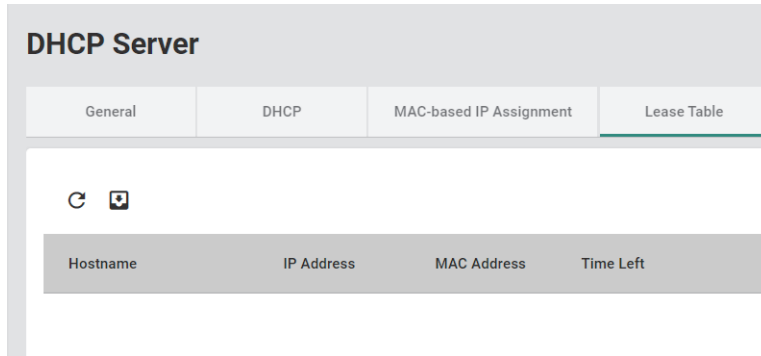 DHCP Server
General DHCP MAC-based IP Assignment Lease Table
Hostname IP Address MAC Address Time Left